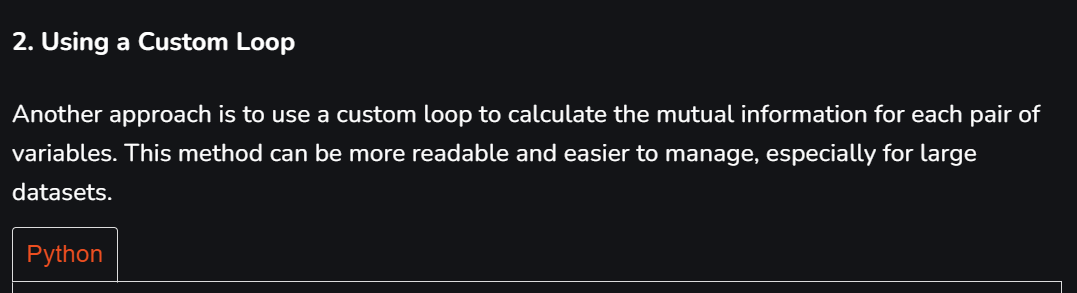 2. Using a Custom Loop
Another approach is to use a custom loop to calculate the mutual information for each pair of
variables. This method can be more readable and easier to manage, especially for large
datasets.
Python